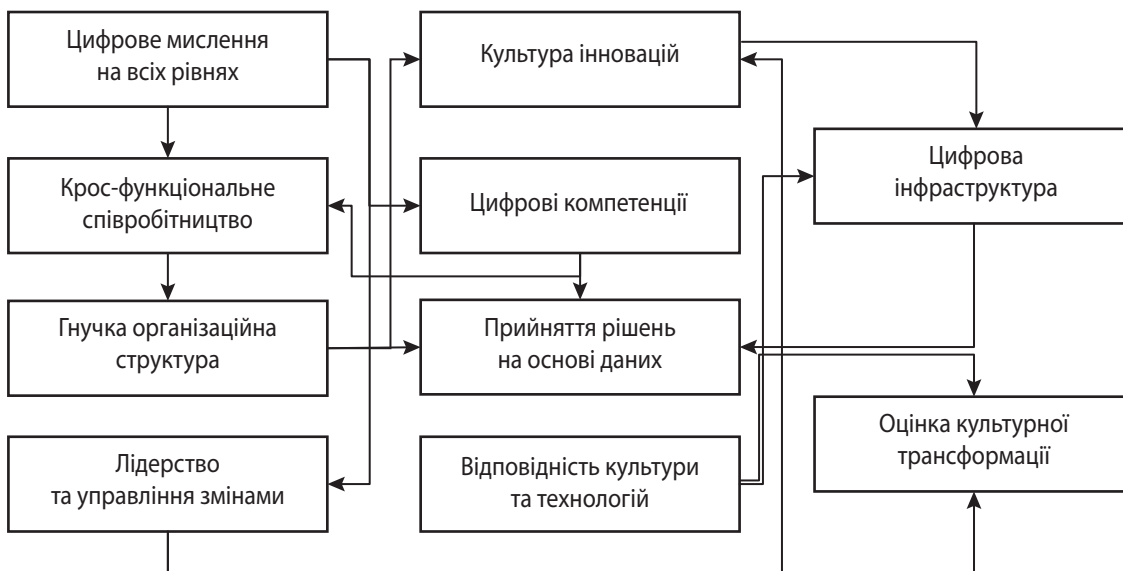 Цифрове мислення
на всіх рівнях
Культура інновацій
Цифрова
інфраструктура
Крос-функціональне
співробітництво
Цифрові компетенції
Гнучка організаційна
структура
Прийняття рішень
на основі даних
Оцінка культурної
трансформації
Лідерство
та управління змінами
Відповідність культури
та технологій